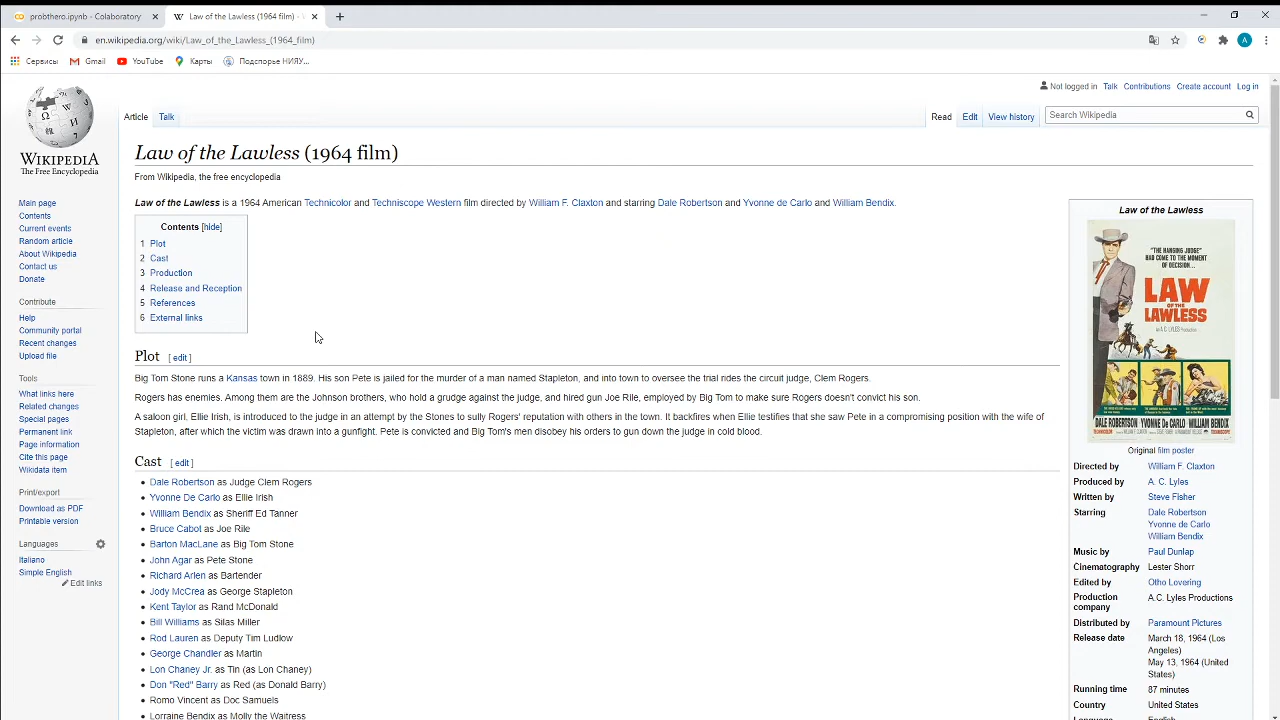 probthero.ipynb - Colaboratory
Law of the Lawless (1964 film) -
en.wikipedia.org/wiki/Law_of_the_Lawless_(1964_film)
A
Сервисы Gmail YouTube Карты Подспорье НИЯУ...
Not logged in Talk Contributions Create account Log in
Article Talk Read Edit View history Search Wikipedia
WIKIPEDIA
The Free Encyclopedia
Main page
Contents
Current events
Random article
About Wikipedia
Contact us
Donate
Contribute
Help
Community portal
Recent changes
Upload file
Tools
What links here
Related changes
Special pages
Permanent link
Page information
Cite this page
Wikidata item
Print/export
Download as PDF
Printable version
Languages
Italiano
Simple English
Edit links
Law of the Lawless (1964 film)
From Wikipedia, the free encyclopedia
Law of the Lawless is a 1964 American Technicolor and Techniscope Western film directed by William F. Claxton and starring Dale Robertson and Yvonne de Carlo and William Bendix.
Contents [hide]
1 Plot
2 Cast
3 Production
4 Release and Reception
5 References
6 External links
Plot [ edit ]
Big Tom Stone runs a Kansas town in 1889. His son Pete is jailed for the murder of a man named Stapleton, and into town to oversee the trial rides the circuit judge, Clem Rogers.
Rogers has enemies. Among them are the Johnson brothers, who hold a grudge against the judge, and hired gun Joe Rile, employed by Big Tom to make sure Rogers doesn't convict his son.
A saloon girl, Ellie Irish, is introduced to the judge in an attempt by the Stones to sully Rogers' reputation with others in the town. It backfires when Ellie testifies that she saw Pete in a compromising position with the wife of
Stapleton, after which the victim was drawn into a gunfight. Pete is convicted and Big Tom's men disobey his orders to gun down the judge in cold blood.
Cast [ edit ]
Dale Robertson as Judge Clem Rogers
Yvonne De Carlo as Ellie Irish
William Bendix as Sheriff Ed Tanner
Bruce Cabot as Joe Rile
Barton MacLane as Big Tom Stone
John Agar as Pete Stone
Richard Arlen as Bartender
Jody McCrea as George Stapleton
Kent Taylor as Rand McDonald
Bill Williams as Silas Miller
Rod Lauren as Deputy Tim Ludlow
George Chandler as Martin
Lon Chaney Jr. as Tin (as Lon Chaney)
Don "Red" Barry as Red (as Donald Barry)
Romo Vincent as Doc Samuels
Lorraine Bendix as Molly the Waitress
Law of the Lawless
"THE HANGING JUDGE"
HAD COME TO THE MOMENT
OF DECISION...
LAW
OF THE
LAWLESS
DALE ROBERTSON YVONNE DE CARLO WILLIAM BENDIX
Original film poster
Directed by William F. Claxton
Produced by A. C. Lyles
Written by Steve Fisher
Starring Dale Robertson
Yvonne de Carlo
William Bendix
Music by Paul Dunlap
Cinematography Lester Shorr
Edited by Otho Lovering
Production company A.C. Lyles Productions
Distributed by Paramount Pictures
Release date March 18, 1964 (Los
Angeles)
May 13, 1964 (United
States)
Running time 87 minutes
Country United States
Language English